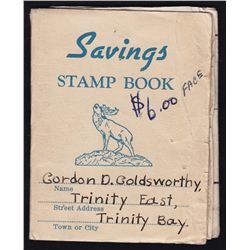 Savings
STAMP BOOK
$6.00 FACE
Gordon D. Goldsworthy,
Name
Trinity East,
Street Address
Trinity Bay.
Town or City